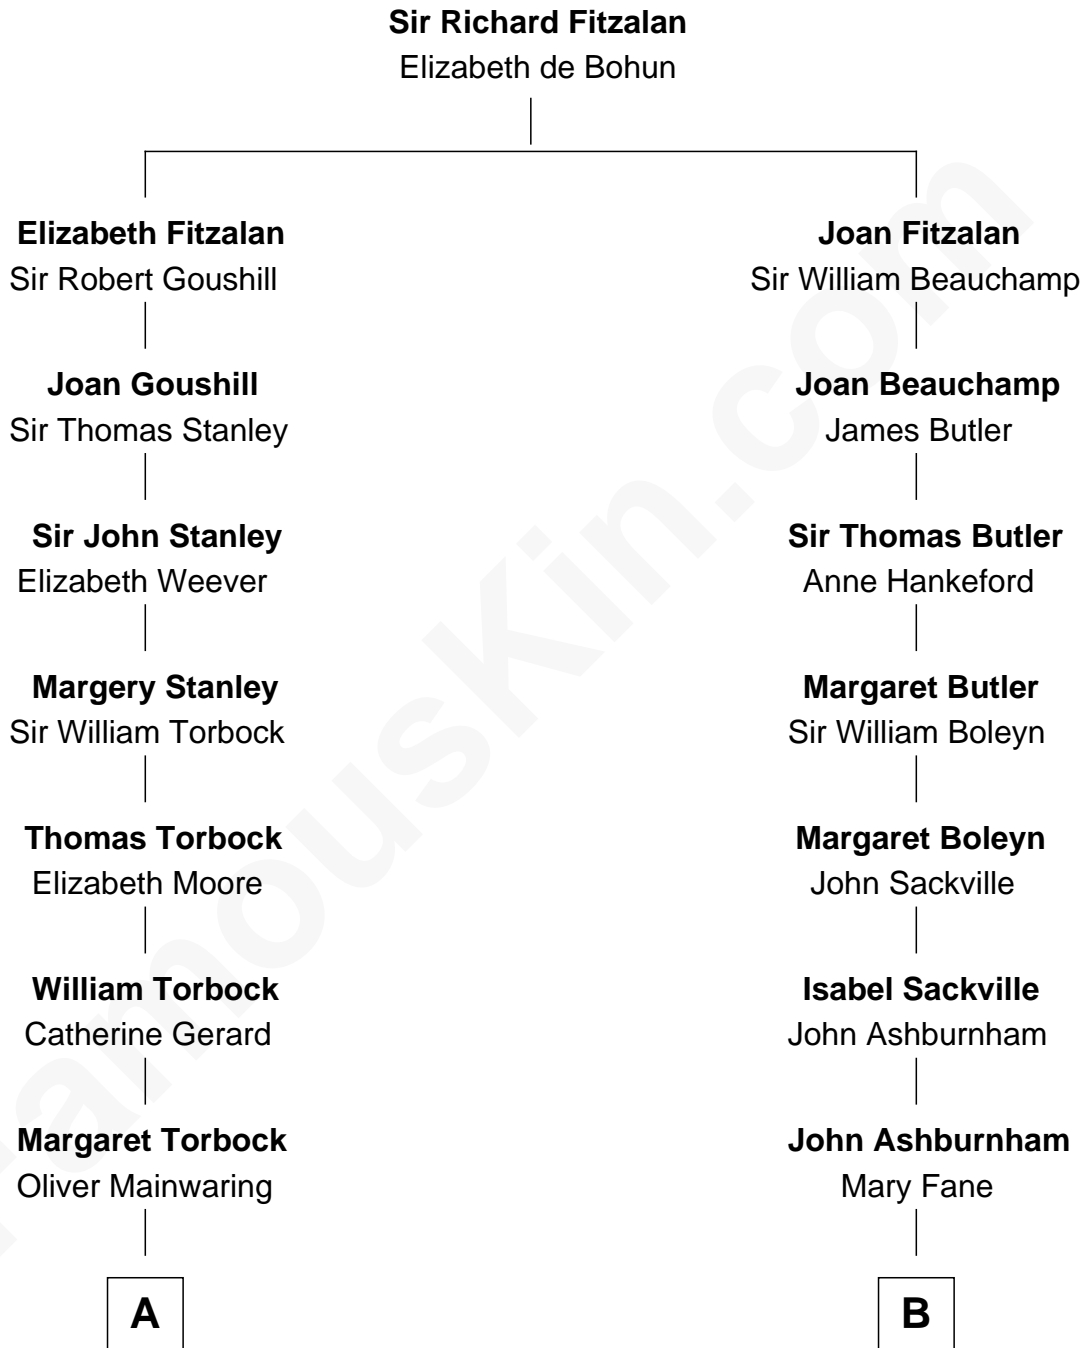 Sir Richard Fitzalan
Elizabeth de Bohun
Elizabeth Fitzalan
Sir Robert Goushill
Joan Goushill
Sir Thomas Stanley
Sir John Stanley
Elizabeth Weever
Margery Stanley
Sir William Torbock
Thomas Torbock
Elizabeth Moore
William Torbock
Catherine Gerard
Margaret Torbock
Oliver Mainwaring
A
Joan Fitzalan
Sir William Beauchamp
Joan Beauchamp
James Butler
Sir Thomas Butler
Anne Hankeford
Margaret Butler
Sir William Boleyn
Margaret Boleyn
John Sackville
Isabel Sackville
John Ashburnham
John Ashburnham
Mary Fane
B
FamousKin.com